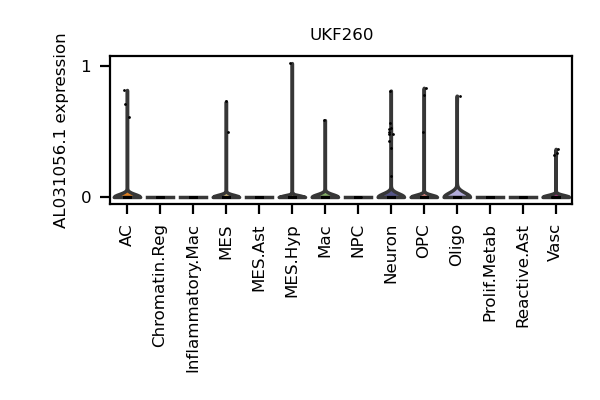 UKF260
AL031056.1 expression
1
0
AC
Chromatin.Reg
Inflammatory.Mac
MES
MES.Ast
MES.Hyp
Mac
NPC
Neuron
OPC
Oligo
Prolif.Metab
Reactive.Ast
Vasc